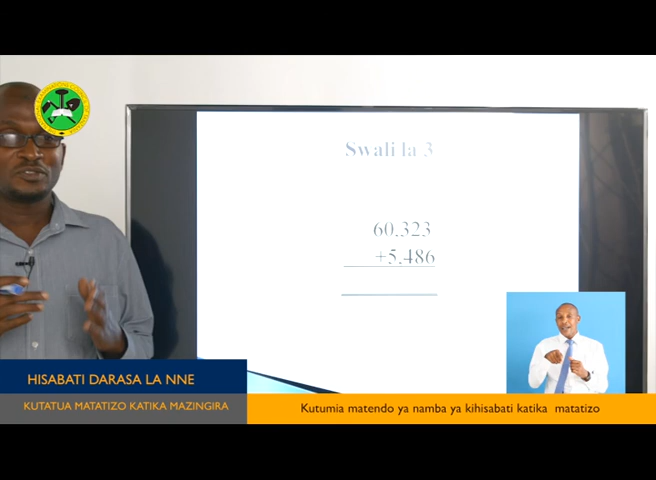 Swali la 3
60,323
+5,486
HISABATI DARASA LA NNE
KUTATUA MATATIZO KATIKA MAZINGIRA
Kutumia matendo ya namba ya kihisabati katika matatizo